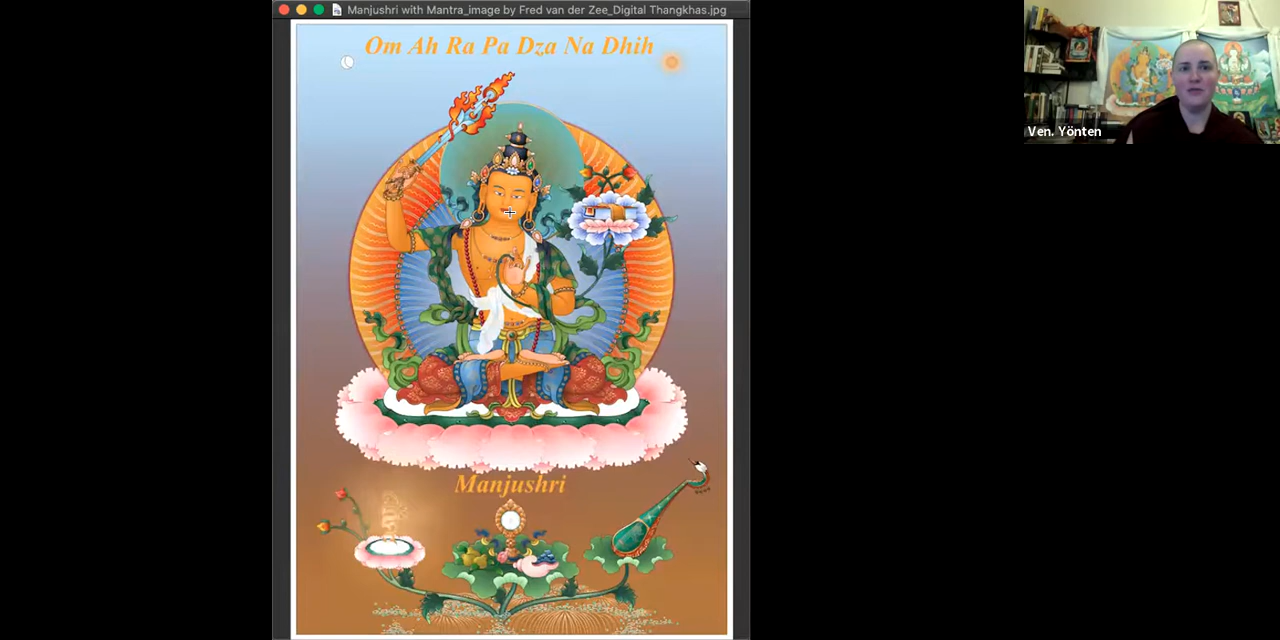 Manjushri with Mantra_image by Fred van der Zee_Digital Thangkhas.jpg
Om Ah Ra Pa Dza Na Dhih
Ven. Yönten
Manjushri